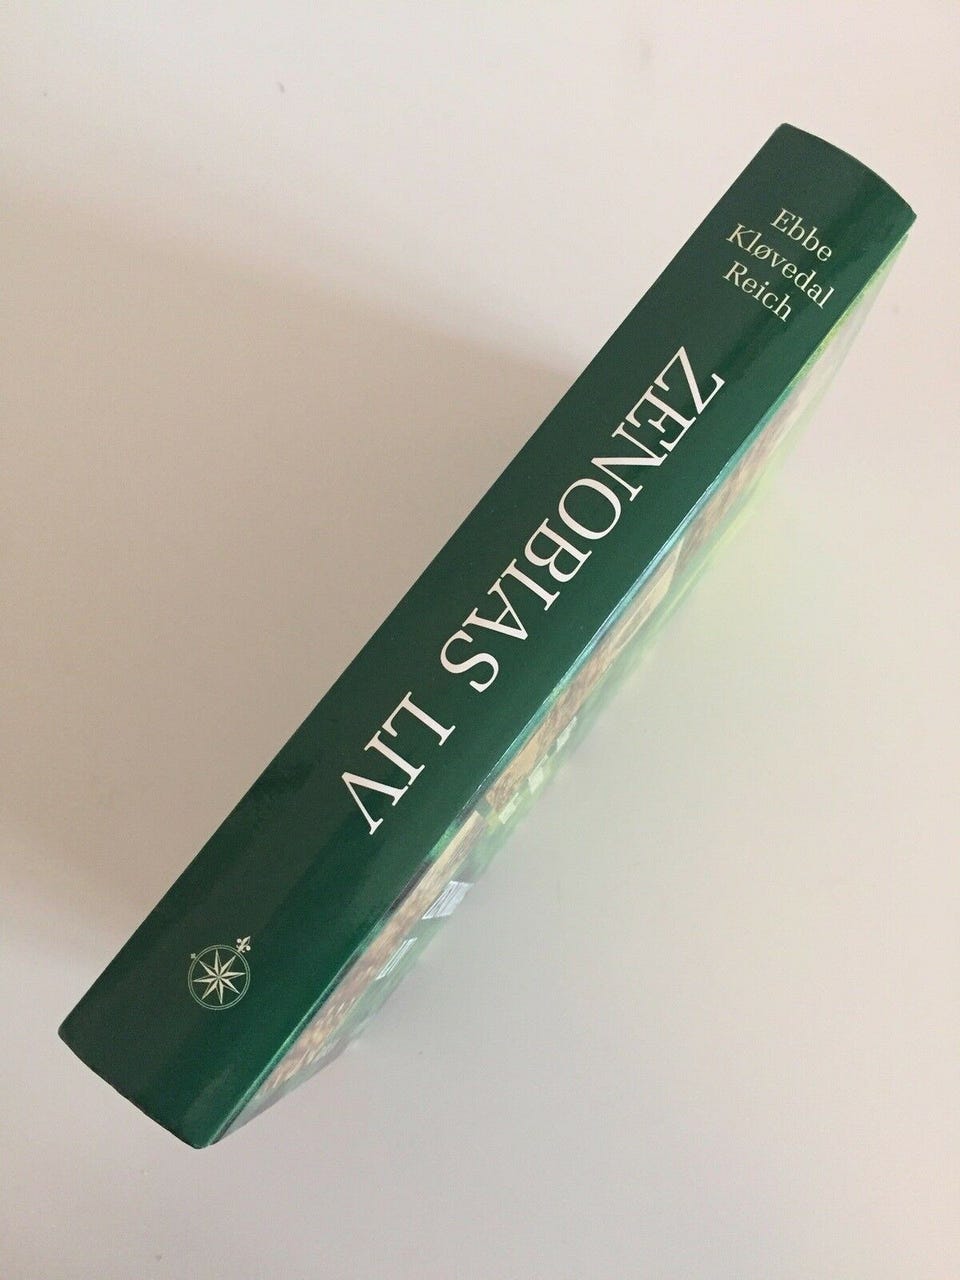 Ebbe
Kløvedal
Reich
ZENOBIAS LIV